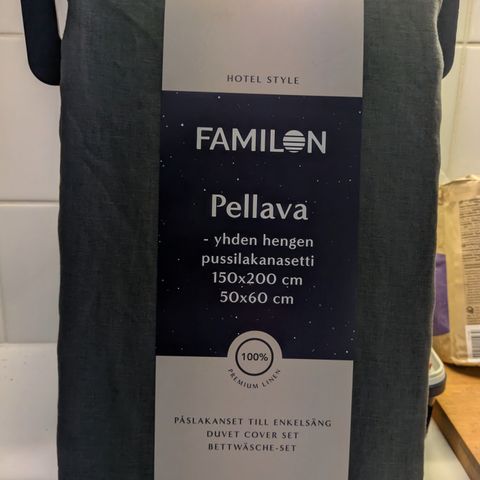 HOTEL STYLE
FAMILON
Pellava
- yhden hengen
pussilakanasetti
150x200 cm
50x60 cm
100%
PREMIUM LINEN
PÅSLAKANSET TILL ENKELSÄNG
DUVET COVER SET
BETTWÄSCHE-SET